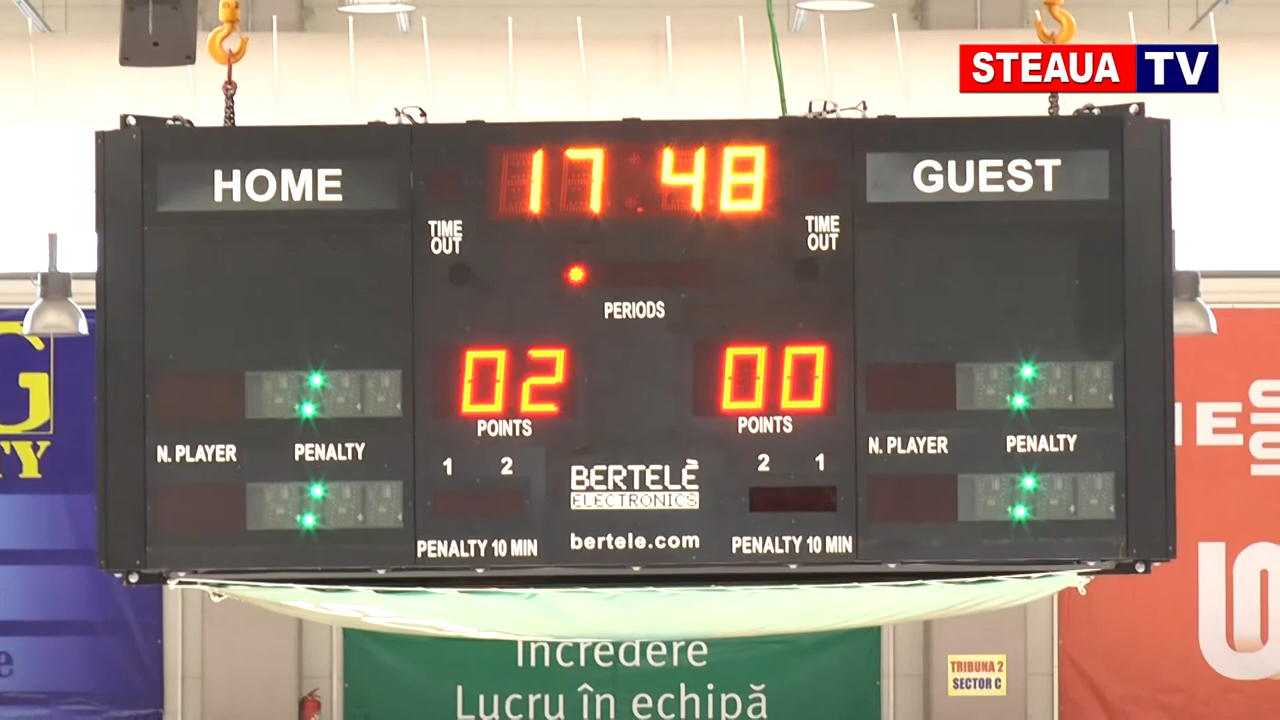 STEAUA TV
HOME
17 48
GUEST
TIME OUT
TIME OUT
PERIODS
02
00
POINTS
POINTS
N. PLAYER PENALTY
N. PLAYER PENALTY
1 2
2 1
BERTELÈ
ELECTRONICS
bertele.com
PENALTY 10 MIN
PENALTY 10 MIN
G
TY
e
Încredere
Lucru în echipă
TRIBUNA 2
SECTOR C